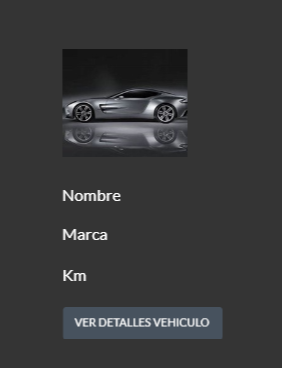 Nombre
Marca
Km
VER DETALLES VEHICULO